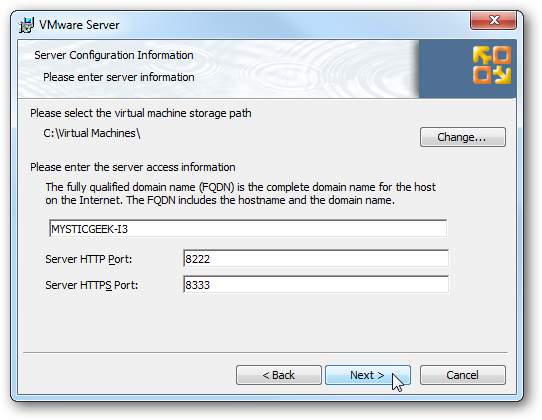 VMware Server
Server Configuration Information
Please enter server information
Please select the virtual machine storage path
C:\Virtual Machines\
Change...
Please enter the server access information
The fully qualified domain name (FQDN) is the complete domain name for the host
on the Internet. The FQDN includes the hostname and the domain name.
MYSTICGEEK-I3
Server HTTP Port: 8222
Server HTTPS Port: 8333
< Back Next > Cancel